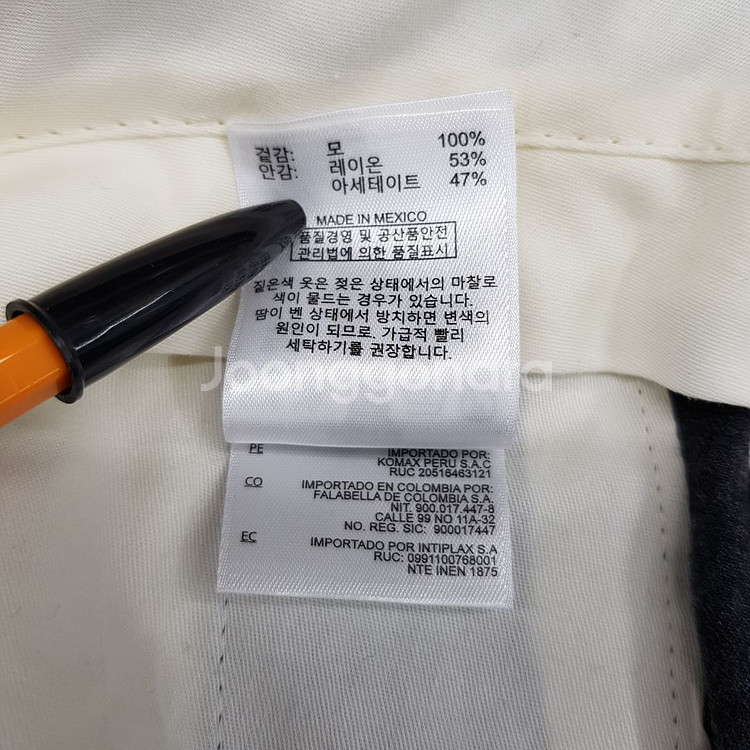 겉감: 모 100%
안감: 레이온 53%
아세테이트 47%
MADE IN MEXICO
품질경영 및 공산품안전
관리법에 의한 품질표시
짙은색 옷은 젖은 상태에서의 마찰로
색이 물드는 경우가 있습니다.
땀이 벤 상태에서 방치하면 변색의
원인이 되므로. 가급적 빨리
세탁하기를 권장합니다.
Joonggonara
PE IMPORTADO POR:
KOMAX PERU S.A.C
RUC 20516463121
CO IMPORTADO EN COLOMBIA POR:
FALABELLA DE COLOMBIA S.A.
NIT. 900.017.447-8
CALLE 99 NO 11A-32
NO. REG. SIC: 900017447
EC IMPORTADO POR INTIPLAX S.A
RUC: 0991100768001
NTE INEN 1875